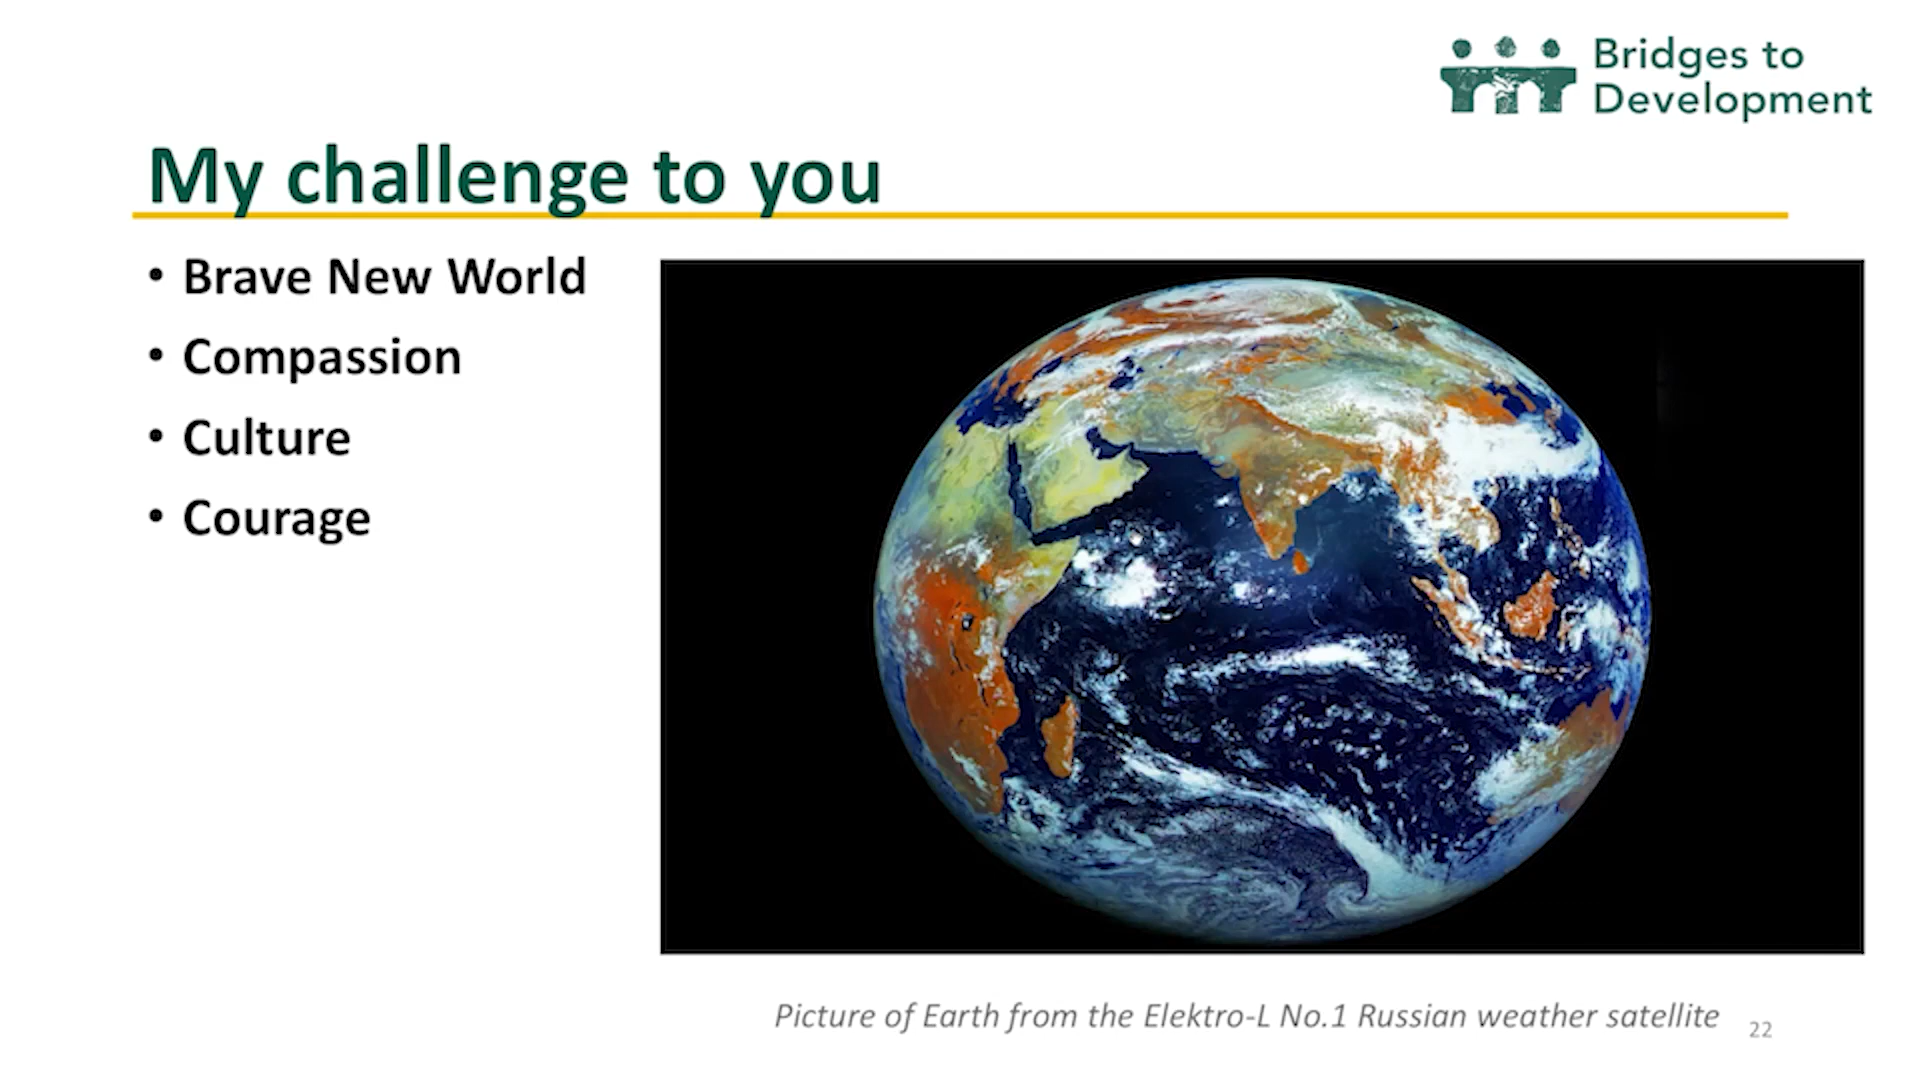 Bridges to
Development
My challenge to you
• Brave New World
• Compassion
• Culture
• Courage
Picture of Earth from the Elektro-L No.1 Russian weather satellite
22